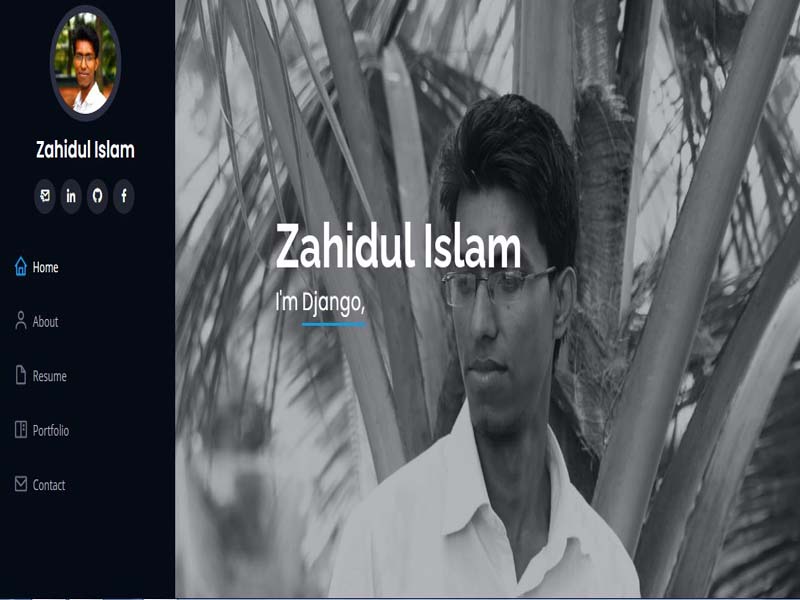 Zahidul Islam
Home
About
Resume
Portfolio
Contact
Zahidul Islam
I'm Django,